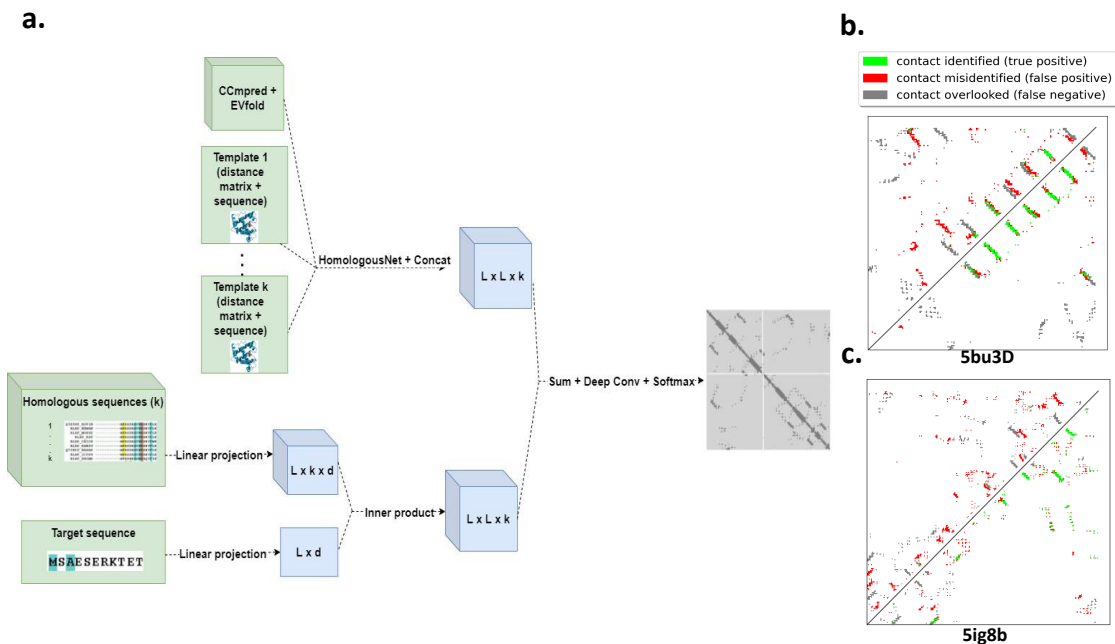 a.
CCmpred +
EVfold
Template 1
(distance
matrix +
sequence)
Template k
(distance
matrix +
sequence)
HomologousNet + Concat
L x L x k
Homologous sequences (k)
1
k
Linear projection
L x k x d
Target sequence
MSAESERKTET
Linear projection
L x d
Inner product
L x L x k
Sum + Deep Conv + Softmax
b.
contact identified (true positive)
contact misidentified (false positive)
contact overlooked (false negative)
5bu3D
c.
5ig8b